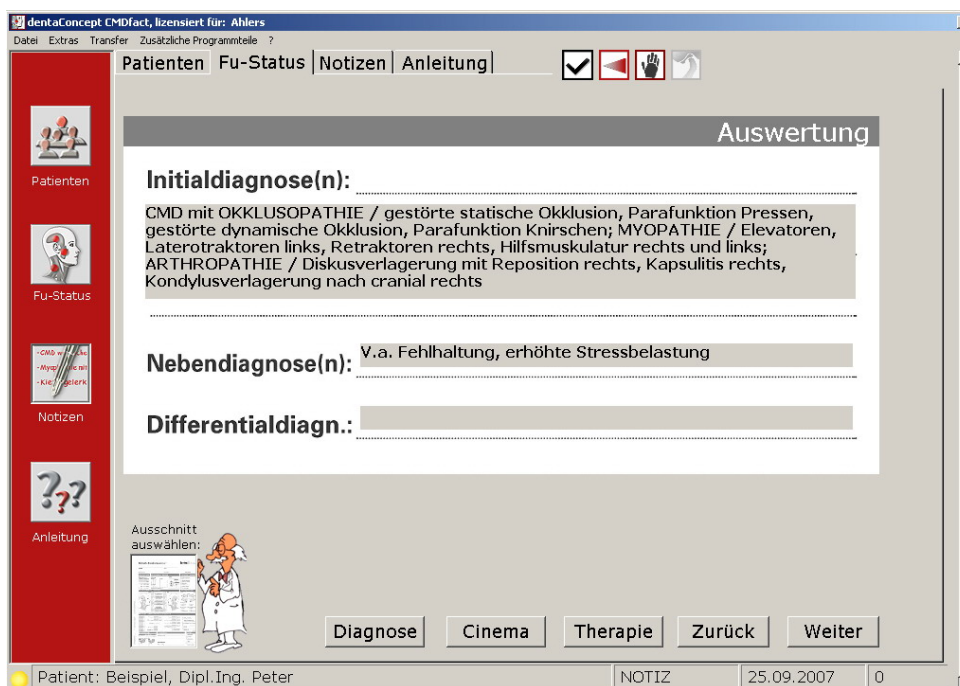 dentaConcept CMDfact, lizensiert für: Ahlers
Datei Extras Transfer Zusätzliche Programmteile ?
Patienten Fu-Status Notizen Anleitung
Patienten
Fu-Status
Notizen
Anleitung
Auswertung
Initialdiagnose(n):
CMD mit OKKLUSOPATHIE / gestörte statische Okklusion, Parafunktion Pressen,
gestörte dynamische Okklusion, Parafunktion Knirschen; MYOPATHIE / Elevatoren,
Laterotraktoren links, Retraktoren rechts, Hilfsmuskulatur rechts und links;
ARTHROPATHIE / Diskusverlagerung mit Reposition rechts, Kapsulitis rechts,
Kondylusverlagerung nach cranial rechts
Nebendiagnose(n): V.a. Fehlhaltung, erhöhte Stressbelastung
Differentialdiagn.:
Ausschnitt
auswählen:
Diagnose Cinema Therapie Zurück Weiter
Patient: Beispiel, Dipl.Ing. Peter NOTIZ 25.09.2007 0